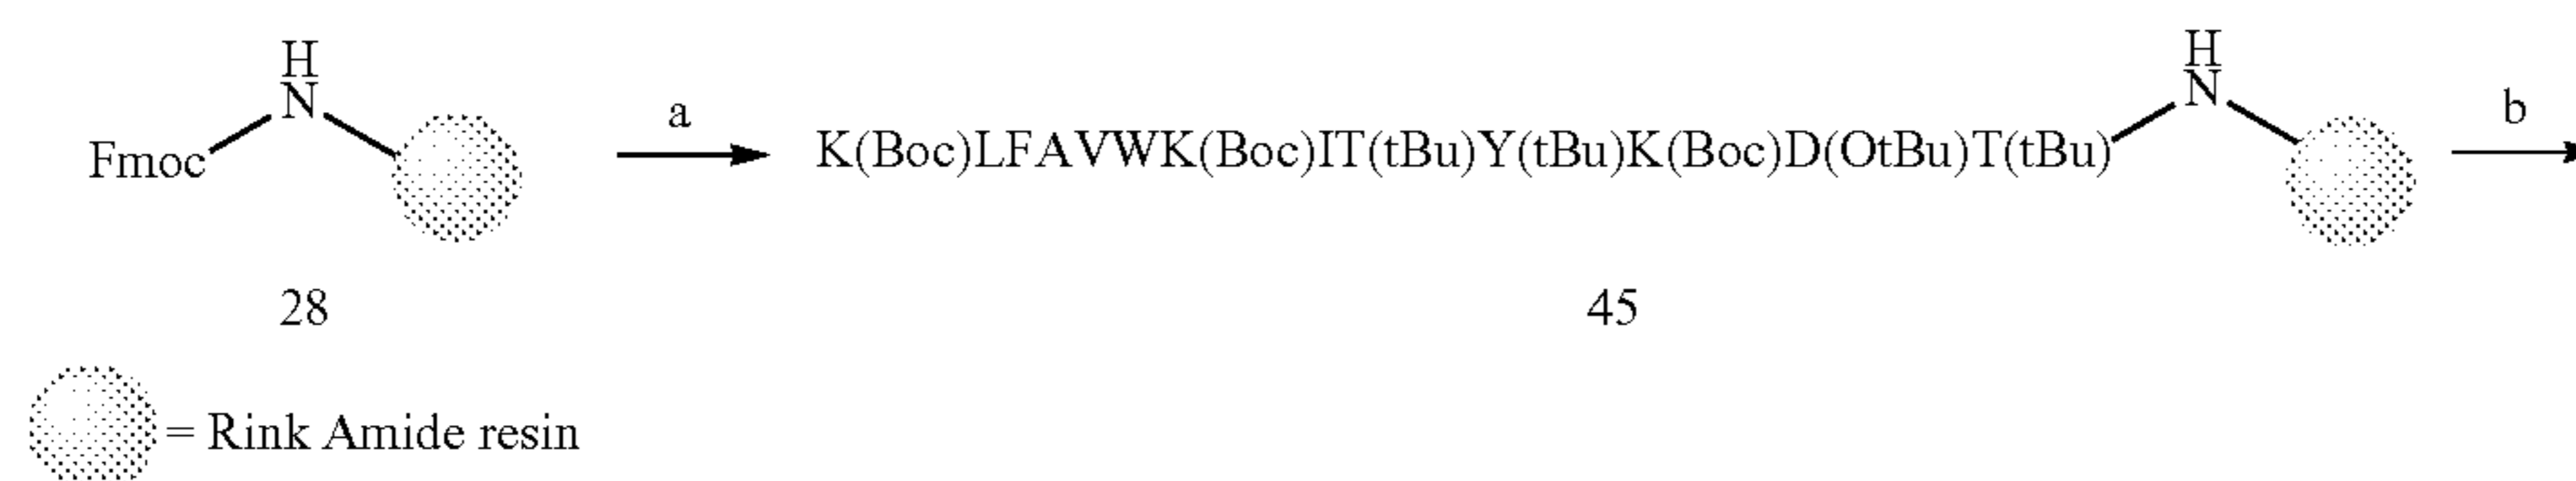 H
N
Fmoc
a
K(Boc)LFAVWK(Boc)IT(tBu)Y(tBu)K(Boc)D(OtBu)T(tBu)
H
N
b
28
45
= Rink Amide resin